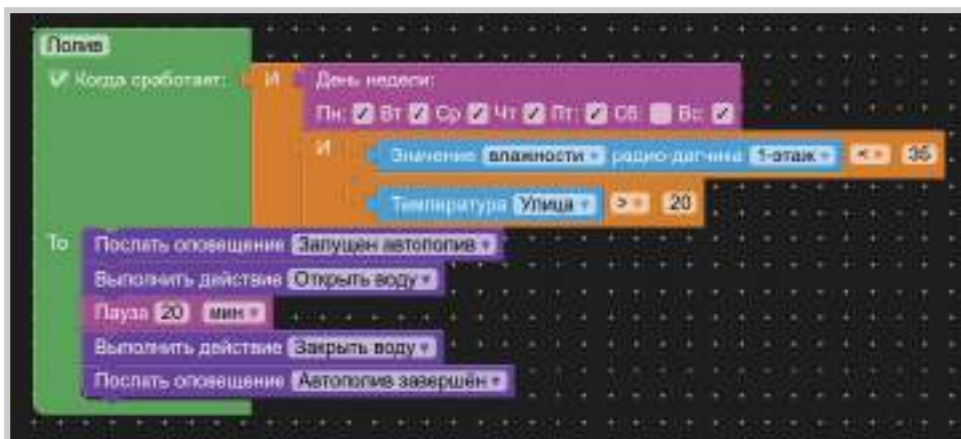 Полив
Когда сработает: И День недели:
Пн: Вт Ср Чт Пт: Сб: Вс:
И Значение влажности радио-датчика 1-этаж < 35
Температура Улица > 20
То Послать оповещение Запущен автополив
Выполнить действие Открыть воду
Пауза 20 мин
Выполнить действие Закрыть воду
Послать оповещение Автополив завершён